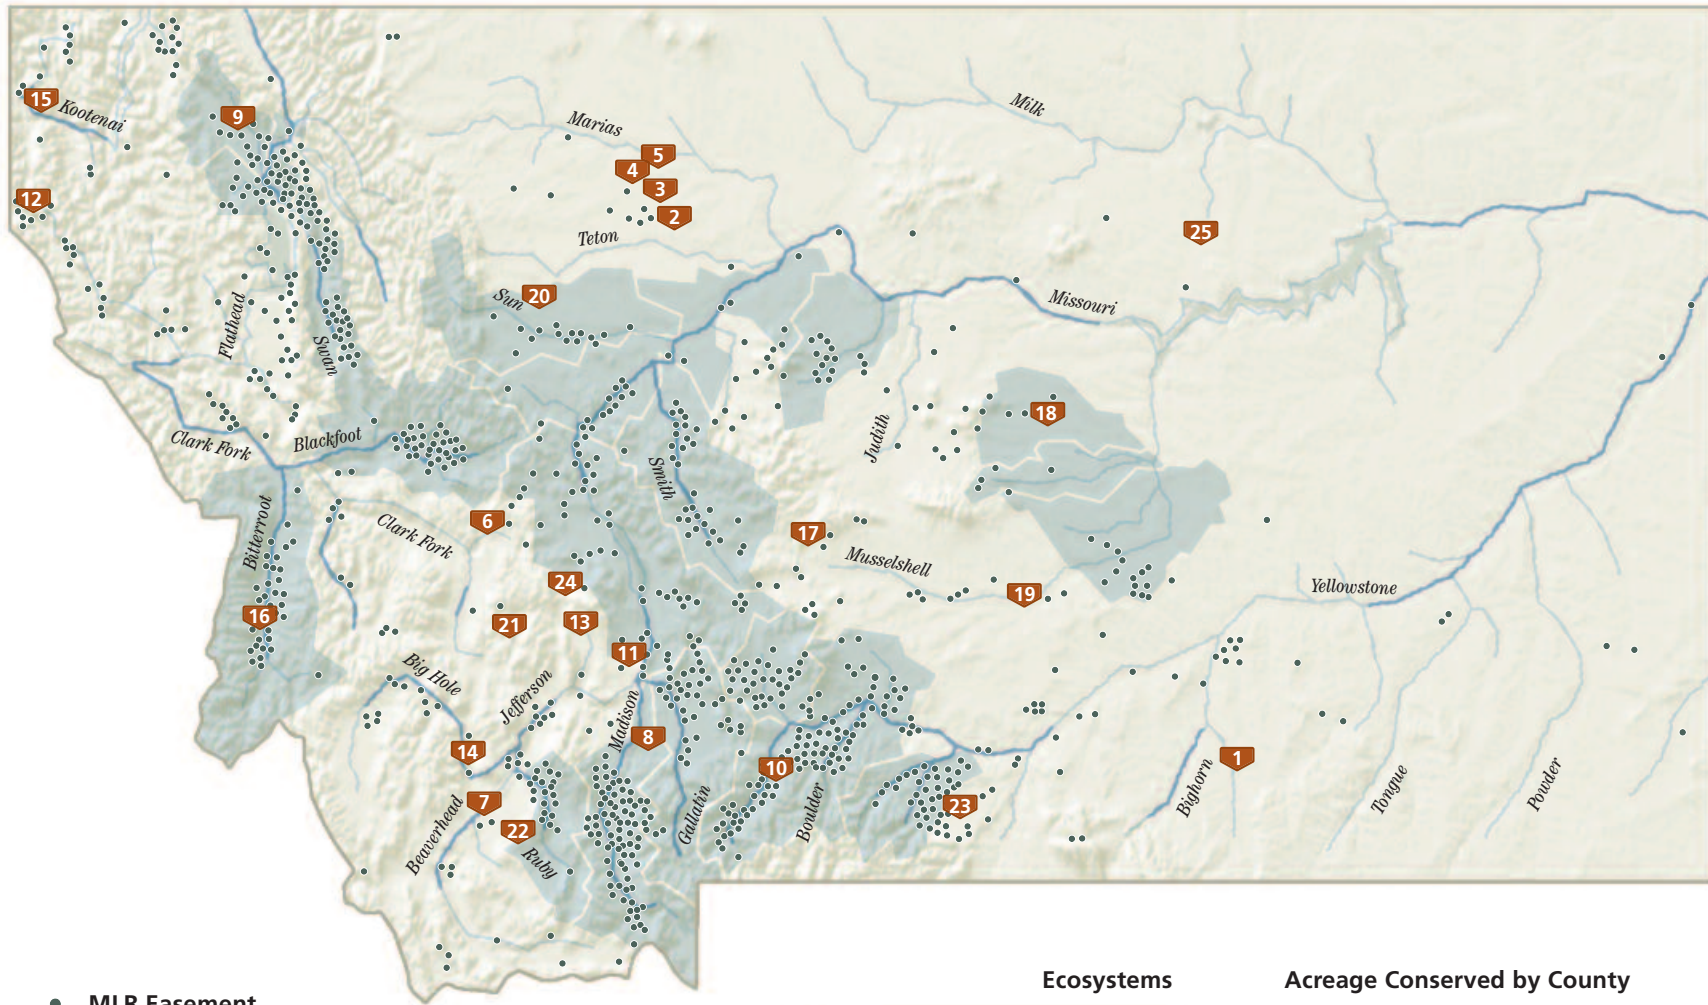 15
Kootenai
9
Milk
Marias
5
4
3
2
12
25
Teton
Sun
20
Missouri
Flathead
Swan
18
Clark Fork
Blackfoot
Judith
Smith
Bitterroot
Clark Fork
6
17
Musselshell
24
19
Yellowstone
16
21
13
11
Big Hole
Jefferson
Madison
8
14
10
Bighorn
1
Tongue
Powder
7
Beaverhead
22
Ruby
Gallatin
Boulder
23
Ecosystems
Acreage Conserved by County
MLR Easement